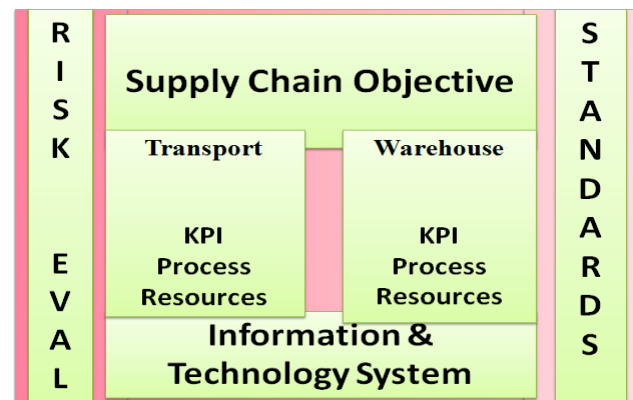 RISK EVAL
Supply Chain Objective
Transport
KPI
Process
Resources
Warehouse
KPI
Process
Resources
Information &
Technology System
STANDARDS